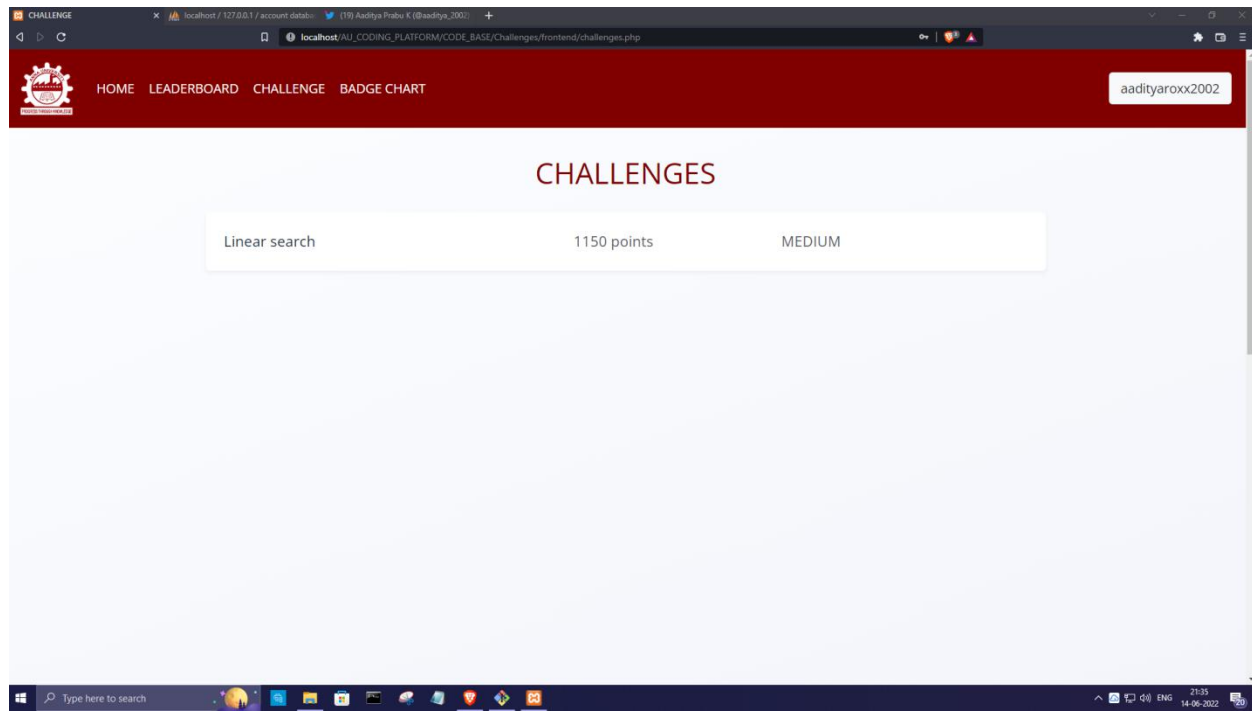 CHALLENGE
localhost / 127.0.0.1 / account databa
(19) Aaditya Prabu K (@aaditya_2002)
localhost/AU_CODING_PLATFORM/CODE_BASE/Challenges/frontend/challenges.php
HOME LEADERBOARD CHALLENGE BADGE CHART
aadityaroxx2002
CHALLENGES
Linear search 1150 points MEDIUM
Type here to search
ENG
21:35
14-06-2022
20